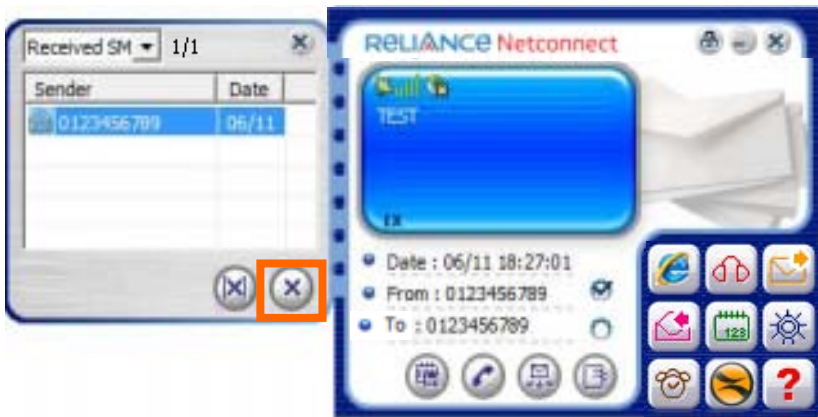 Received SM 1/1
Sender Date
0123456789 06/11
RELIANCE Netconnect
TEST
Date : 06/11 18:27:01
From : 0123456789
To : 0123456789
123
?